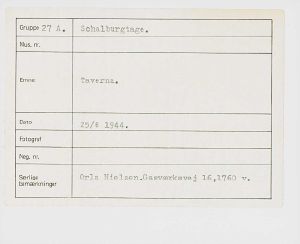 Gruppe 27 A. Schalburgtage.
Mus. nr.
Emne: Taverna.
Dato 25/6 1944.
Fotograf
Neg. nr.
Særlige bemærkninger Orla Nielsen.Gasværksvej 16,1760 v.